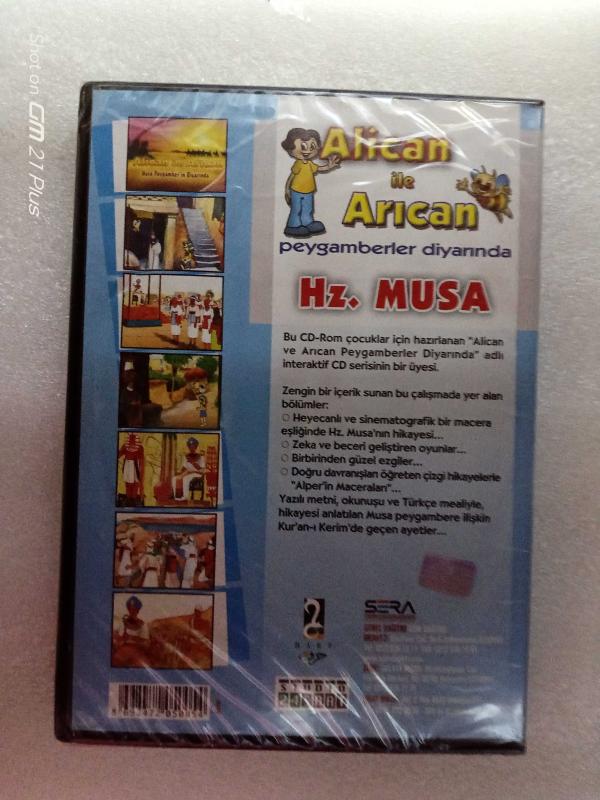 Shot on GM 21 Plus
Alican
ile
Arıcan
peygamberler diyarında
Hz. MUSA
Bu CD-Rom çocuklar için hazırlanan "Alican
ve Arıcan Peygamberler Diyarında" adlı
interaktif CD serisinin bir üyesi.
Zengin bir içerik sunan bu çalışmada yer alan
bölümler:
Heyecanlı ve sinematografik bir macera
eşliğinde Hz. Musa'nın hikayesi...
Zeka ve beceri geliştiren oyunlar...
Birbirinden güzel ezgiler...
Doğru davranışları öğreten çizgi hikayelerle
"Alper'in Maceraları"...
Yazılı metni, okunuşu ve Türkçe mealiyle,
hikayesi anlatılan Musa peygambere ilişkin
Kur'an-ı Kerim'de geçen ayetler...
SERA
STUDIO